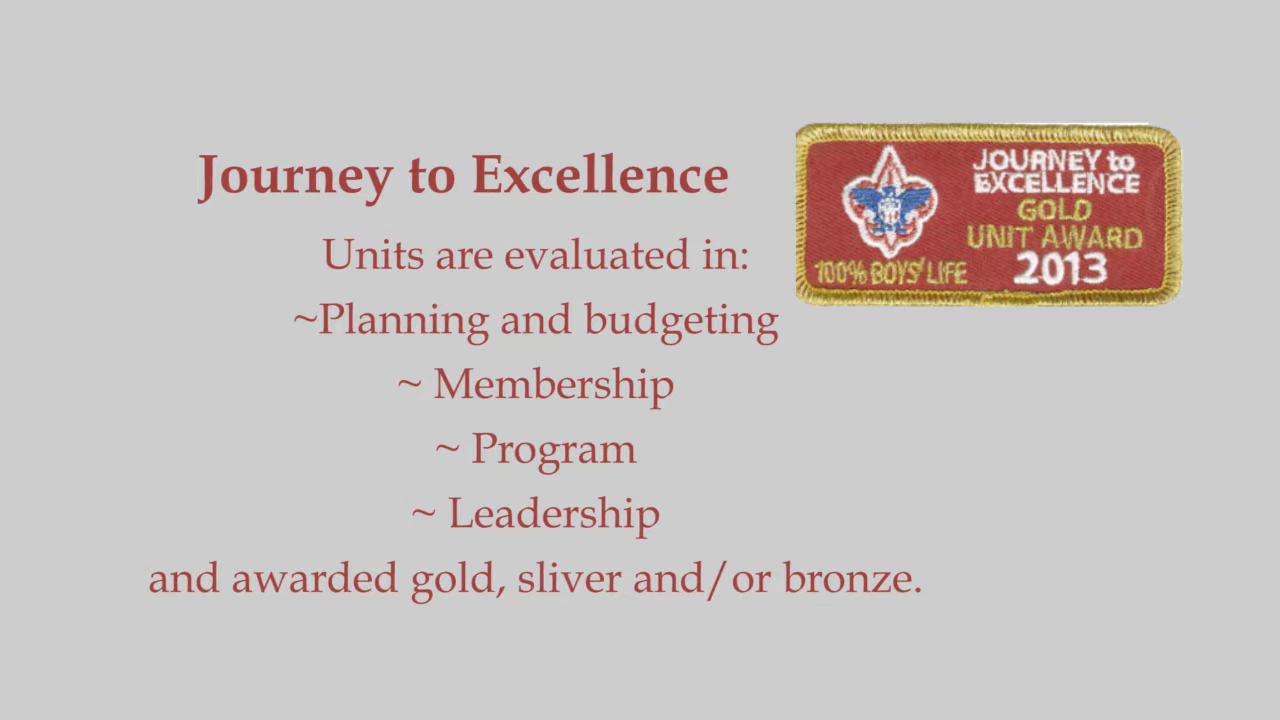 Journey to Excellence
Units are evaluated in:
~Planning and budgeting
~ Membership
~ Program
~ Leadership
and awarded gold, sliver and/or bronze.
JOURNEY to
EXCELLENCE
GOLD
UNIT AWARD
100% BOYS' LIFE
2013